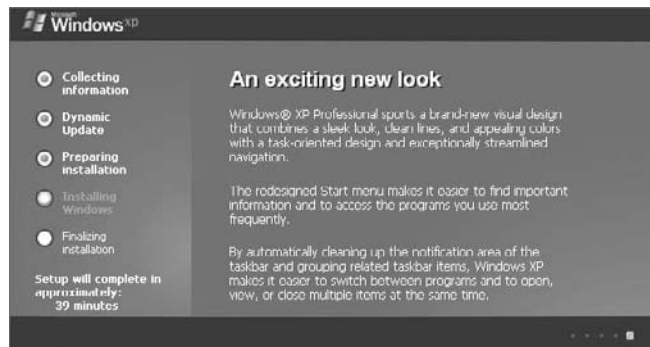 Microsoft
Windows xp
Collecting
information
Dynamic
Update
Preparing
installation
Installing
Windows
Finalizing
installation
Setup will complete in
approximately:
39 minutes
An exciting new look
Windows® XP Professional sports a brand-new visual design
that combines a sleek look, clean lines, and appealing colors
with a task-oriented design and exceptionally streamlined
navigation.
The redesigned Start menu makes it easier to find important
information and to access the programs you use most
frequently.
By automatically cleaning up the notification area of the
taskbar and grouping related taskbar items, Windows XP
makes it easier to switch between programs and to open,
view, or close multiple items at the same time.